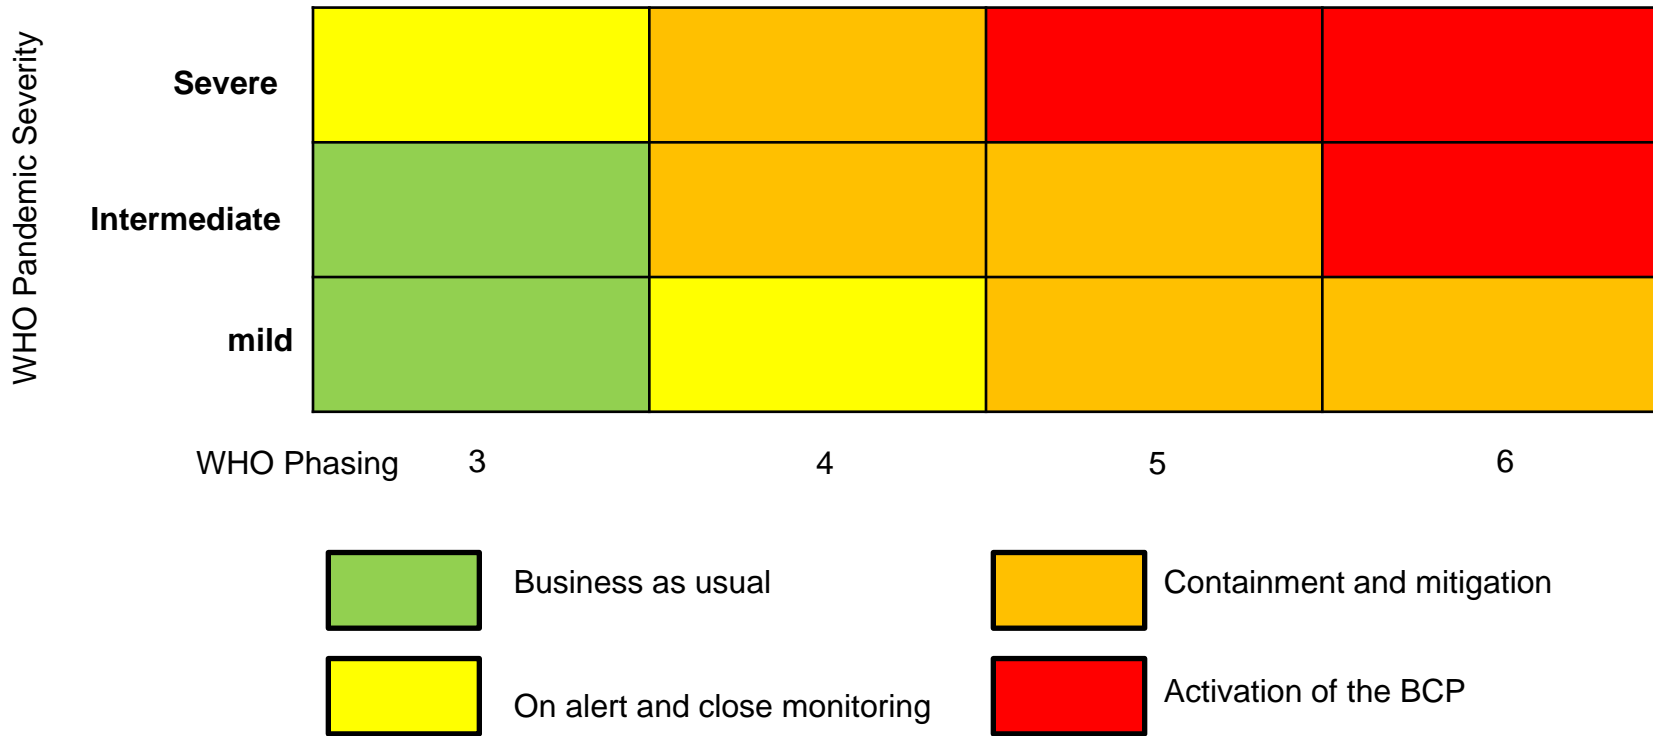 WHO Pandemic Severity
Severe
Intermediate
mild
WHO Phasing 3 4 5 6
Business as usual
Containment and mitigation
On alert and close monitoring
Activation of the BCP